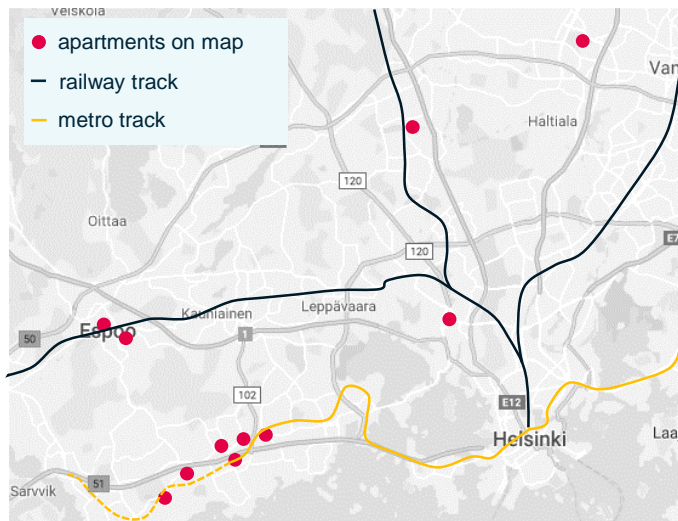 Velskola
apartments on map
railway track
metro track
Van
Haltiala
120
Oittaa
120
E7
Kauniainen
Leppävaara
50
Espoo
1
102
E12
Helsinki
Laaj
Sarvvik
51